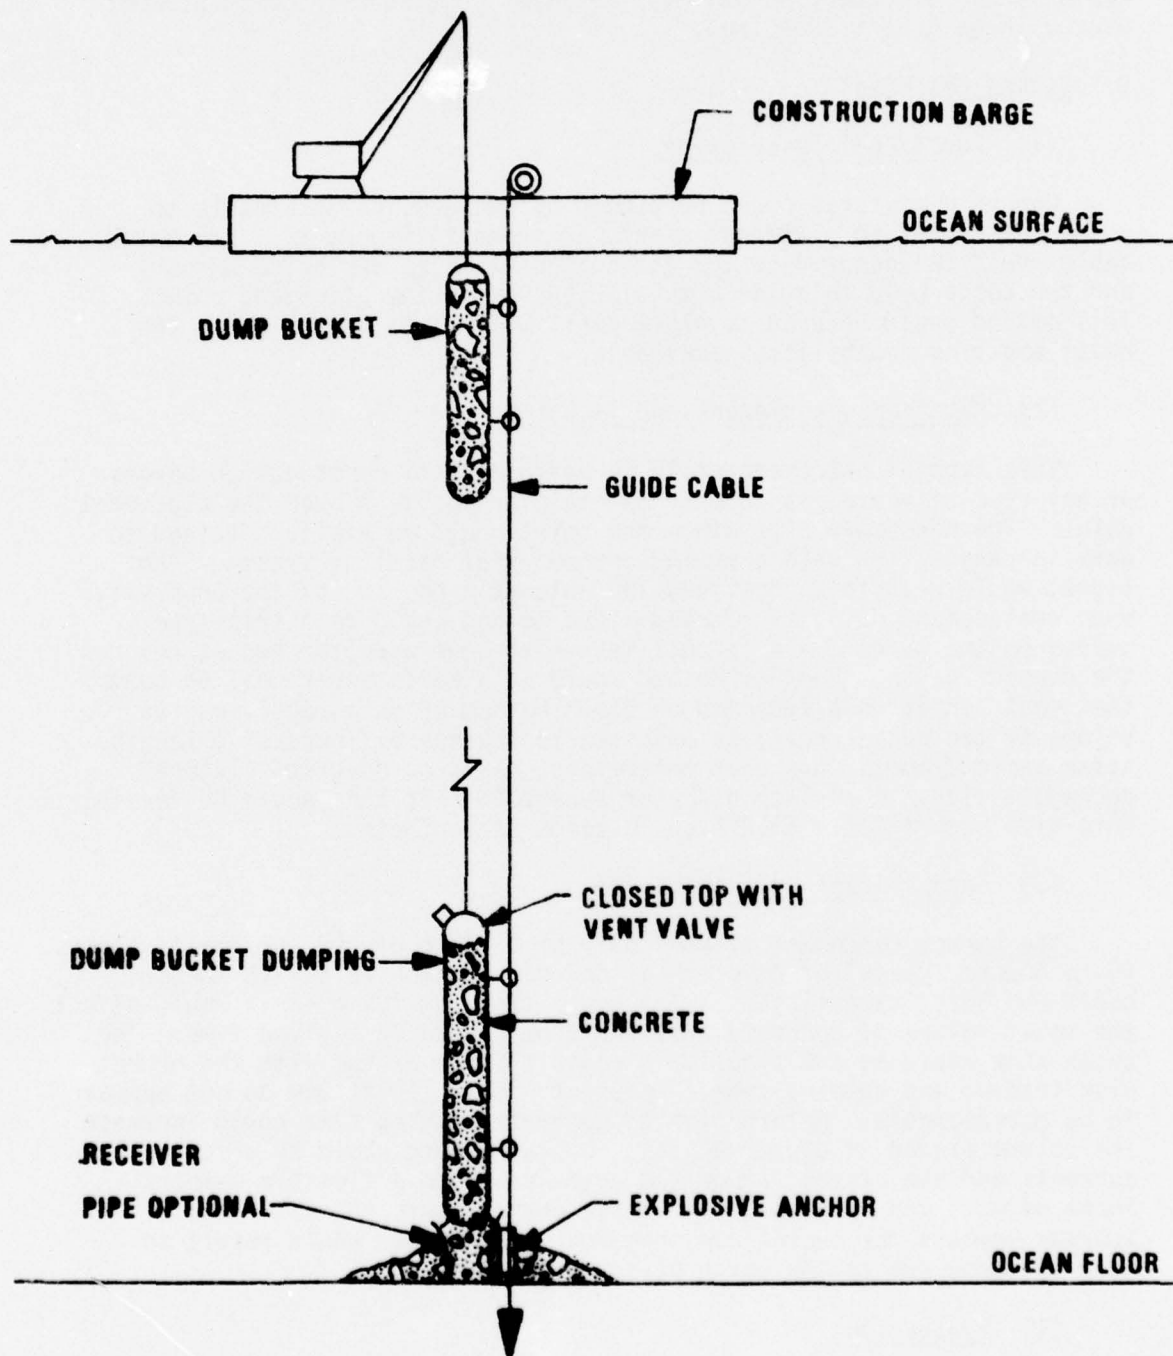 CONSTRUCTION BARGE
OCEAN SURFACE
DUMP BUCKET
GUIDE CABLE
CLOSED TOP WITH
VENT VALVE
DUMP BUCKET DUMPING
CONCRETE
RECEIVER
PIPE OPTIONAL
EXPLOSIVE ANCHOR
OCEAN FLOOR